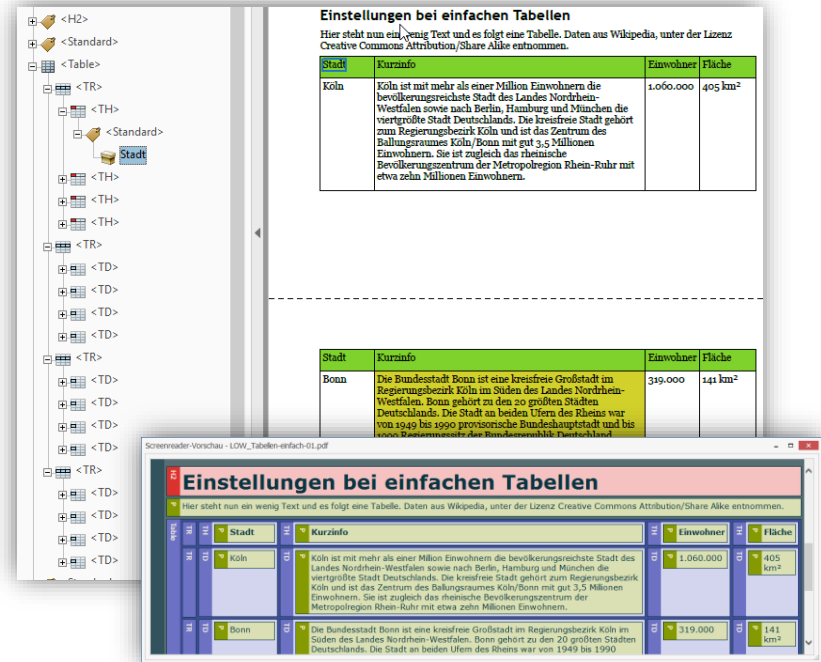 <H2>
<Standard>
<Table>
<TR>
<TH>
<Standard>
Stadt
<TH>
<TH>
<TH>
<TR>
<TD>
<TD>
<TD>
<TD>
<TR>
<TD>
<TD>
<TD>
<TD>
<TR>
<TD>
<TD>
<TD>
<TD>
Einstellungen bei einfachen Tabellen
Hier steht nun ein wenig Text und es folgt eine Tabelle. Daten aus Wikipedia, unter der Lizenz
Creative Commons Attribution/Share Alike entnommen.
Stadt Kurzinfo Einwohner Fläche
Köln Köln ist mit mehr als einer Million Einwohnern die 1.060.000 405 km²
bevölkerungsreichste Stadt des Landes Nordrhein-
Westfalen sowie nach Berlin, Hamburg und München die
viertgrößte Stadt Deutschlands. Die kreisfreie Stadt gehört
zum Regierungsbezirk Köln und ist das Zentrum des
Ballungsraumes Köln/Bonn mit gut 3,5 Millionen
Einwohnern. Sie ist zugleich das rheinische
Bevölkerungszentrum der Metropolregion Rhein-Ruhr mit
etwa zehn Millionen Einwohnern.
Stadt Kurzinfo Einwohner Fläche
Bonn Die Bundesstadt Bonn ist eine kreisfreie Großstadt im 319.000 141 km²
Regierungsbezirk Köln im Süden des Landes Nordrhein-
Westfalen. Bonn gehört zu den 20 größten Städten
Deutschlands. Die Stadt an beiden Ufern des Rheins war
von 1949 bis 1990 provisorische Bundeshauptstadt und bis
1999 Regierungssitz der Bundesrepublik Deutschland
Screenreader-Vorschau - LOW_Tabellen-einfach-01.pdf
H2 Einstellungen bei einfachen Tabellen
P Hier steht nun ein wenig Text und es folgt eine Tabelle. Daten aus Wikipedia, unter der Lizenz Creative Commons Attribution/Share Alike entnommen.
Table TR TH P Stadt TH P Kurzinfo TH P Einwohner TH P Fläche
TR TD P Köln TD P Köln ist mit mehr als einer Million Einwohnern die bevölkerungsreichste Stadt des TD P 1.060.000 TD P 405
Landes Nordrhein-Westfalen sowie nach Berlin, Hamburg und München die km²
viertgrößte Stadt Deutschlands. Die kreisfreie Stadt gehört zum Regierungsbezirk
Köln und ist das Zentrum des Ballungsraumes Köln/Bonn mit gut 3,5 Millionen
Einwohnern. Sie ist zugleich das rheinische Bevölkerungszentrum der
Metropolregion Rhein-Ruhr mit etwa zehn Millionen Einwohnern.
TR TD P Bonn TD P Die Bundesstadt Bonn ist eine kreisfreie Großstadt im Regierungsbezirk Köln im TD P 319.000 TD P 141
Süden des Landes Nordrhein-Westfalen. Bonn gehört zu den 20 größten Städten km²
Deutschlands. Die Stadt an beiden Ufern des Rheins war von 1949 bis 1990